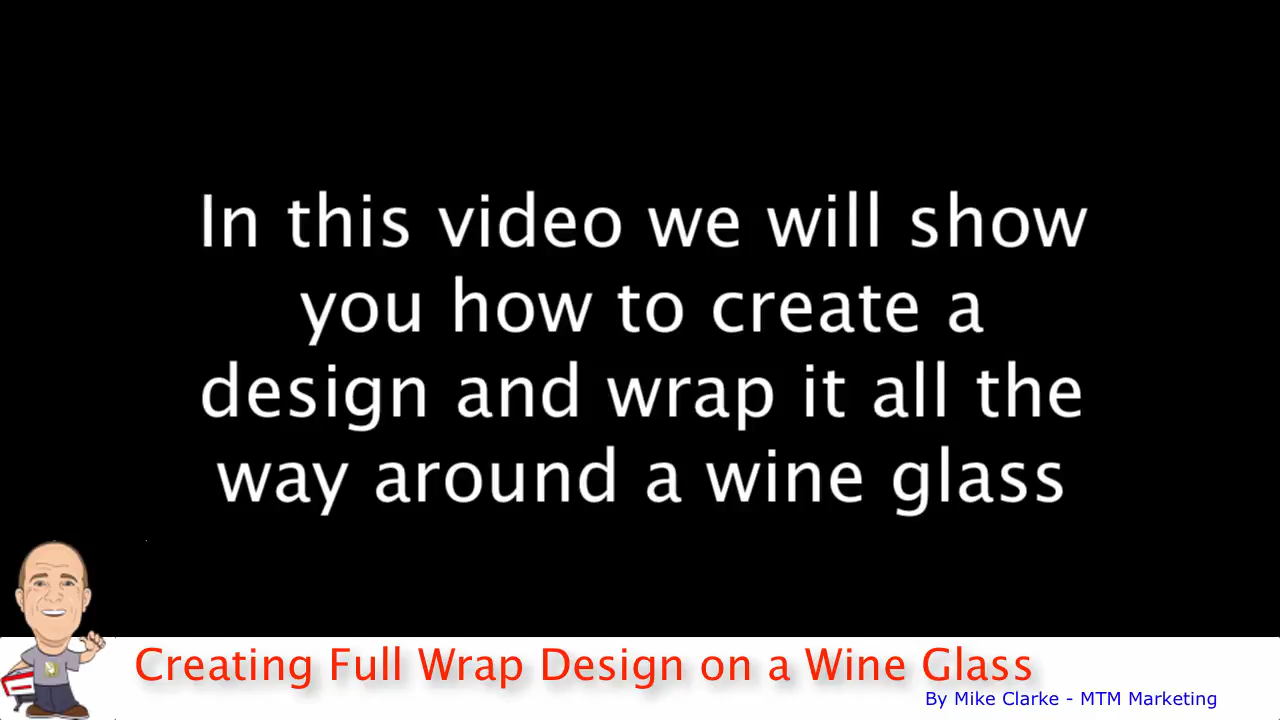 In this video we will show
you how to create a
design and wrap it all the
way around a wine glass
Creating Full Wrap Design on a Wine Glass
By Mike Clarke - MTM Marketing